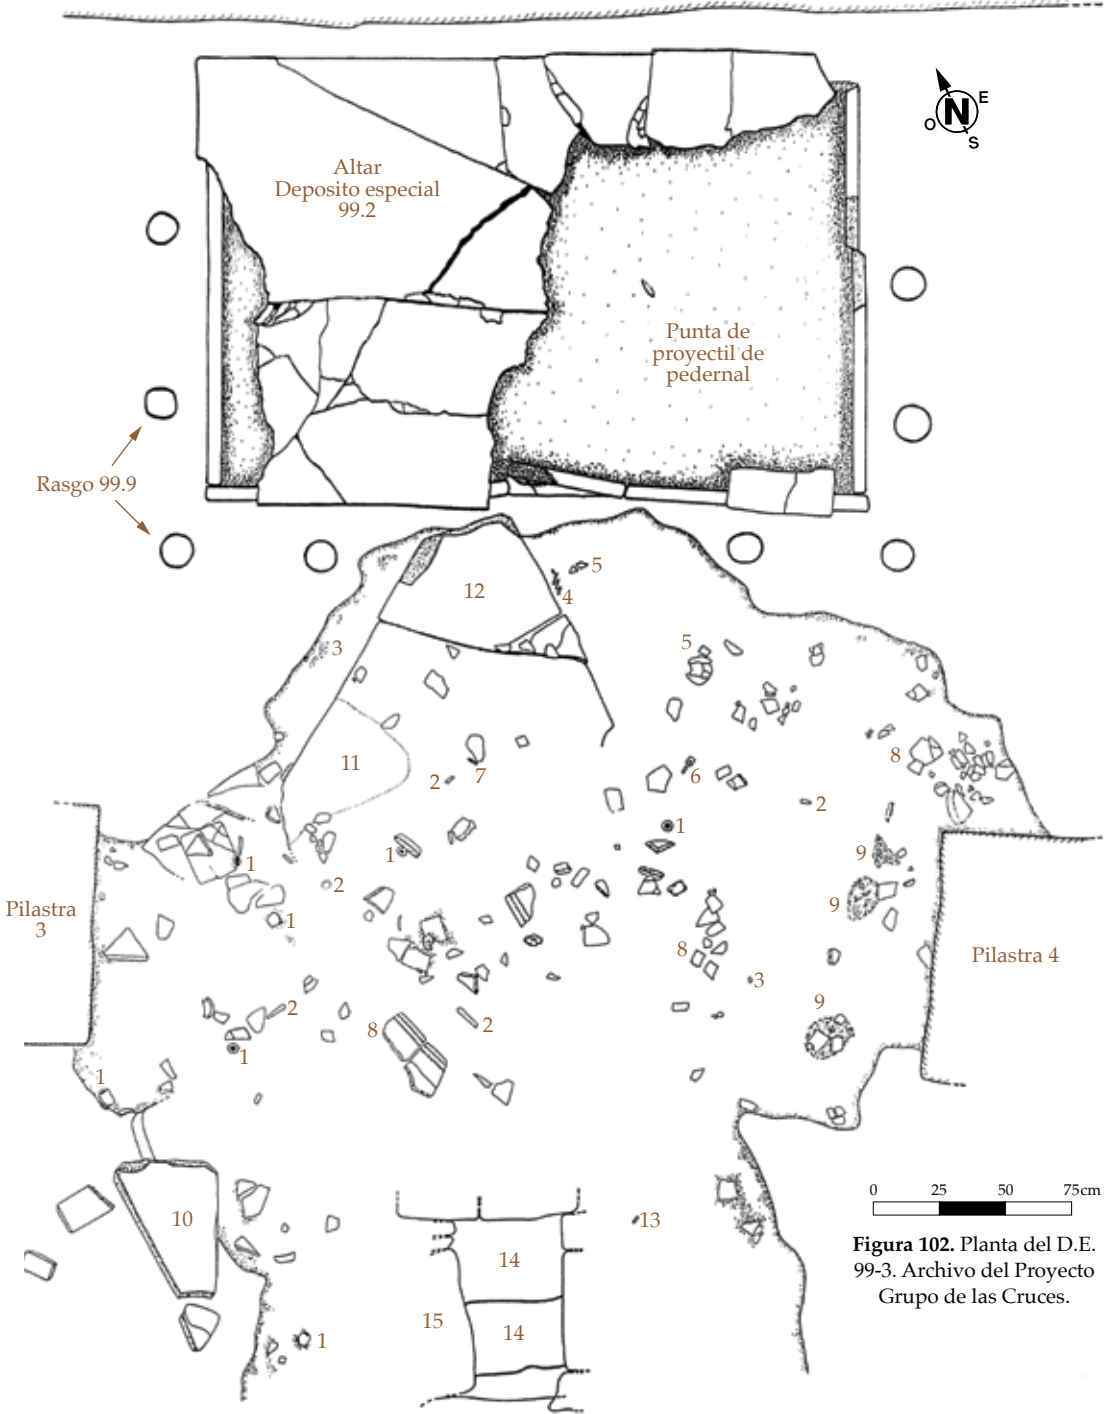 N
E
O
S
Altar
Deposito especial
99.2
Punta de
proyectil de
pedernal
Rasgo 99.9
12
5
4
3
5
11
2
7
6
8
2
1
1
1
2
9
1
9
Pilastra
3
8
3
Pilastra 4
2
8
2
9
1
1
10
13
14
15
14
1
0 25 50 75cm
Figura 102. Planta del D.E.
99-3. Archivo del Proyecto
Grupo de las Cruces.